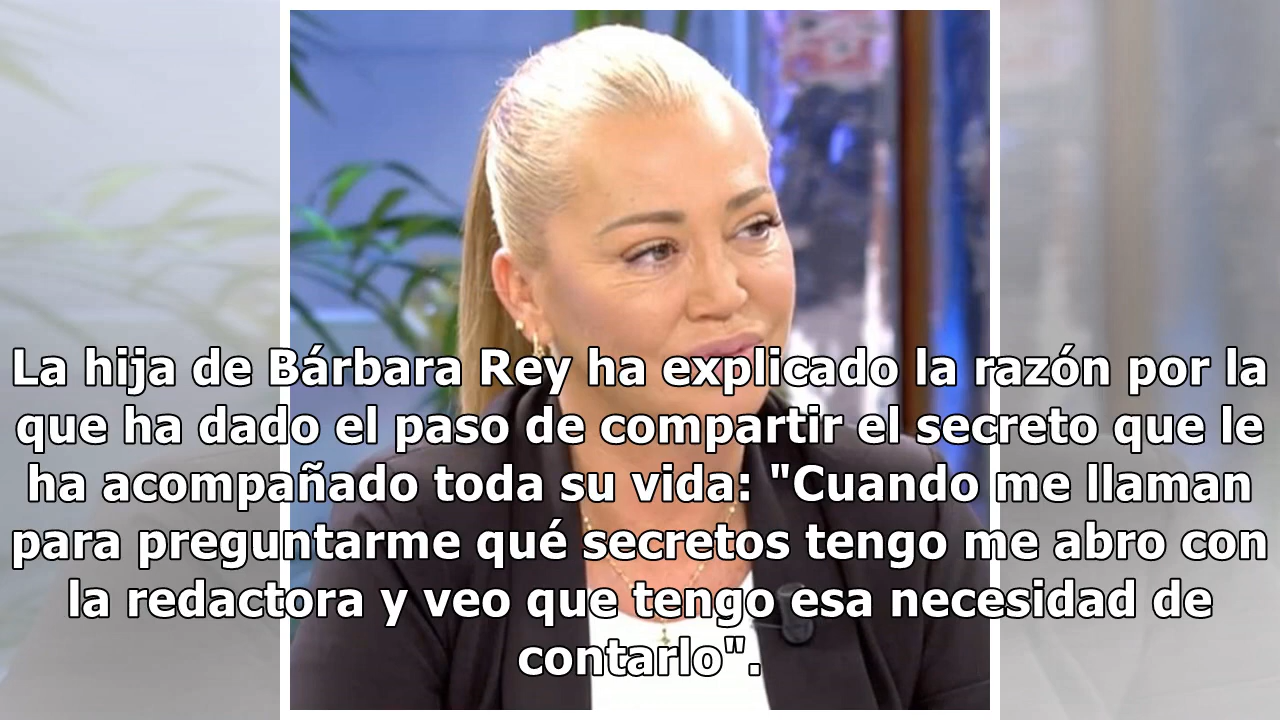 La hija de Bárbara Rey ha explicado la razón por la
que ha dado el paso de compartir el secreto que le
ha acompañado toda su vida: "Cuando me llaman
para preguntarme qué secretos tengo me abro con
la redactora y veo que tengo esa necesidad de
contarlo".